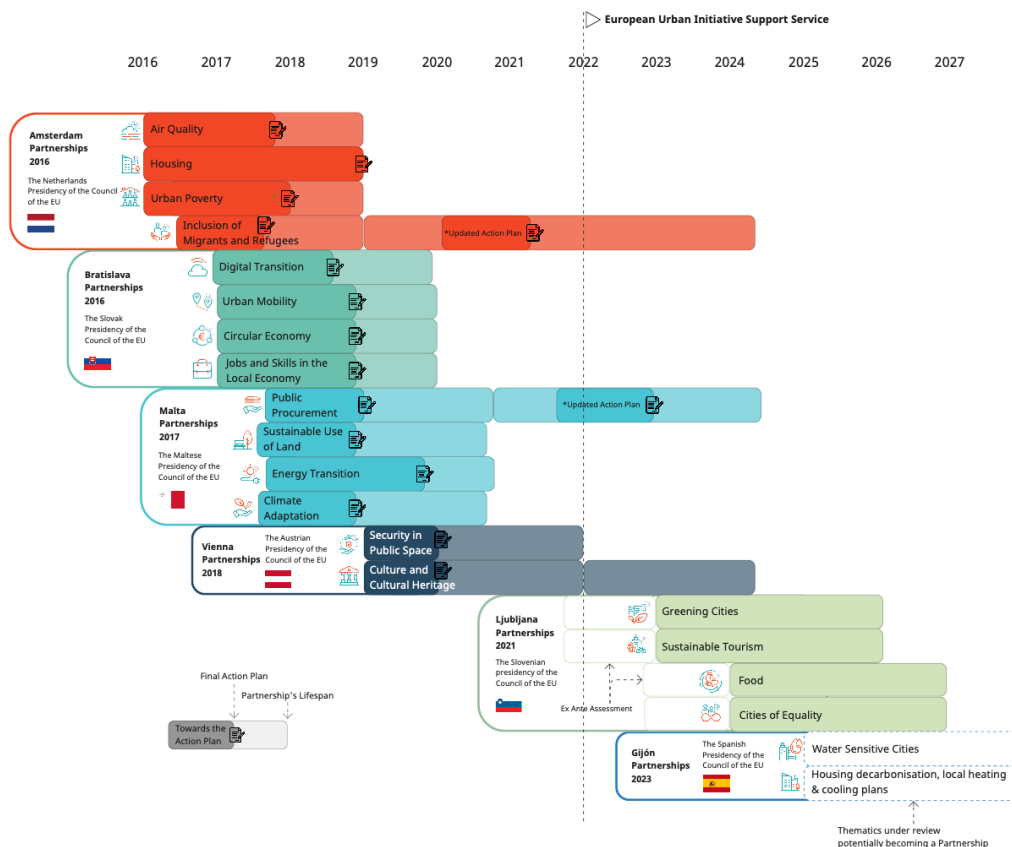 European Urban Initiative Support Service
2016 2017 2018 2019 2020 2021 2022 2023 2024 2025 2026 2027
Amsterdam
Partnerships
2016
The Netherlands
Presidency of the Council
of the EU
Air Quality
Housing
Urban Poverty
Inclusion of
Migrants and Refugees
*Updated Action Plan
Bratislava
Partnerships
2016
The Slovak
Presidency of the
Council of the EU
Digital Transition
Urban Mobility
Circular Economy
Jobs and Skills in the
Local Economy
Malta
Partnerships
2017
The Maltese
Presidency of the
Council of the EU
Public
Procurement
*Updated Action Plan
Sustainable Use
of Land
Energy Transition
Climate
Adaptation
Vienna
Partnerships
2018
The Austrian
Presidency of the
Council of the EU
Security in
Public Space
Culture and
Cultural Heritage
Ljubljana
Partnerships
2021
The Slovenian
presidency of the
Council of the EU
Greening Cities
Sustainable Tourism
Food
Cities of Equality
Ex Ante Assessment
Final Action Plan
Partnership's Lifespan
Towards the
Action Plan
Gijón
Partnerships
2023
The Spanish
Presidency of the
Council of the EU
Water Sensitive Cities
Housing decarbonisation, local heating
& cooling plans
Thematics under review
potentially becoming a Partnership